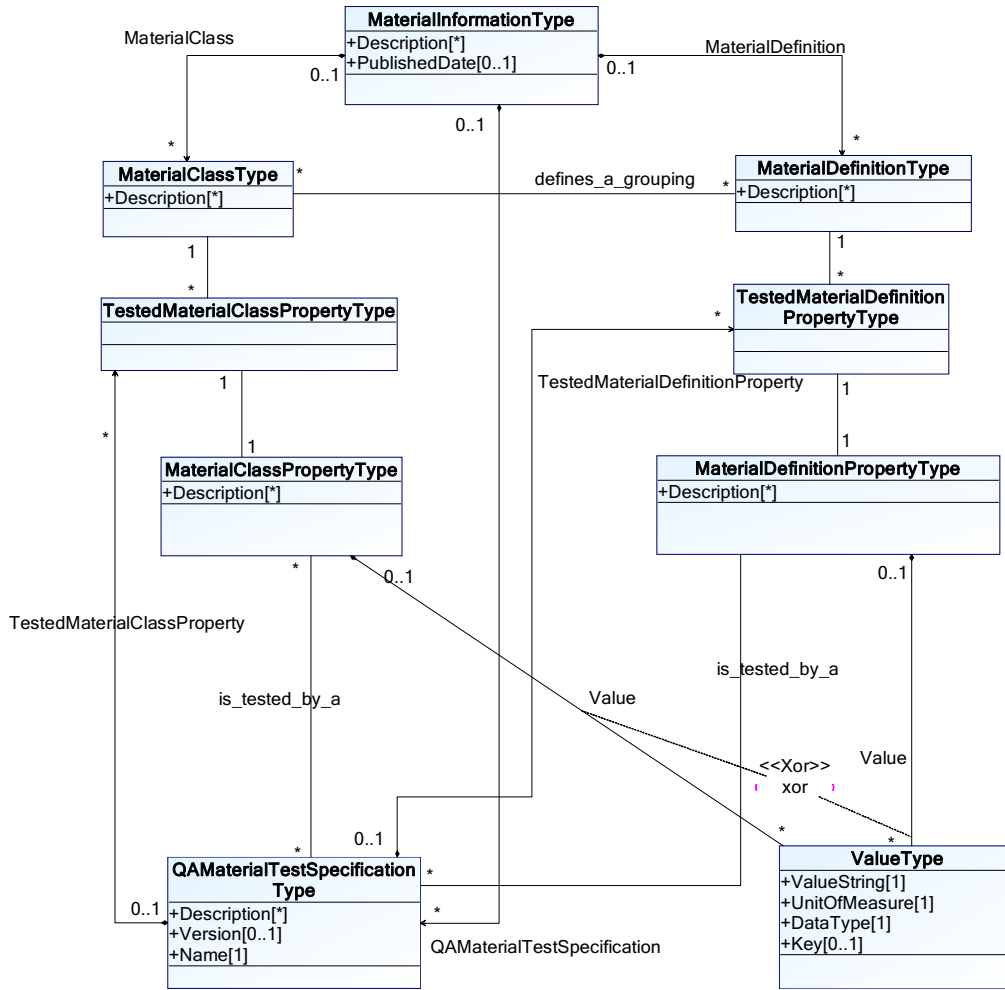 MaterialInformationType
+Description[*]
+PublishedDate[0..1]
MaterialClass
MaterialDefinition
0..1
0..1
0..1
*
*
MaterialClassType
+Description[*]
*
defines_a_grouping
*
MaterialDefinitionType
+Description[*]
1
*
1
*
TestedMaterialClassPropertyType
TestedMaterialDefinition
PropertyType
*
TestedMaterialDefinitionProperty
1
1
1
1
*
MaterialClassPropertyType
+Description[*]
MaterialDefinitionPropertyType
+Description[*]
*
0..1
0..1
TestedMaterialClassProperty
is_tested_by_a
Value
is_tested_by_a
Value
<<Xor>>
{ xor }
*
0..1
*
*
QAMaterialTestSpecification
Type
+Description[*]
+Version[0..1]
+Name[1]
0..1
*
*
QAMaterialTestSpecification
ValueType
+ValueString[1]
+UnitOfMeasure[1]
+DataType[1]
+Key[0..1]